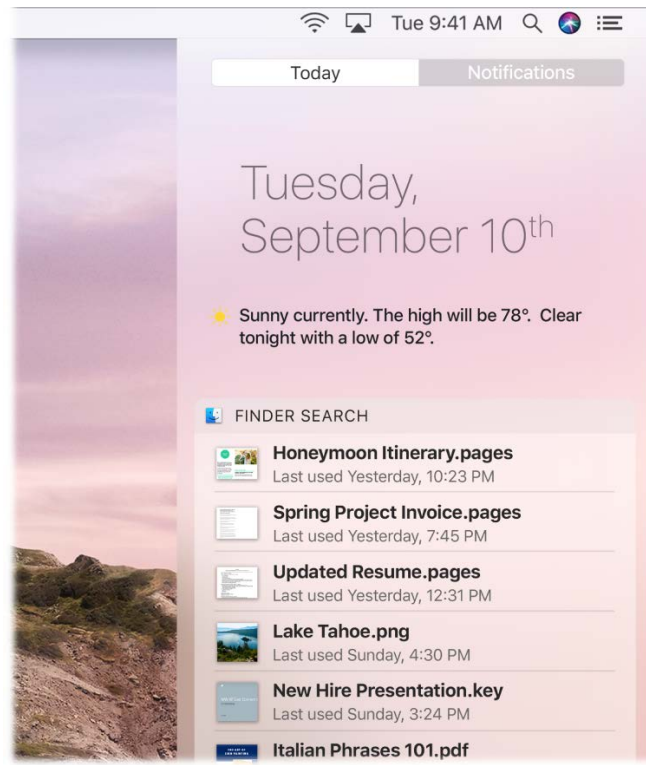 Tue 9:41 AM
Today
Notifications
Tuesday,
September 10th
Sunny currently. The high will be 78°. Clear
tonight with a low of 52°.
FINDER SEARCH
Honeymoon Itinerary.pages
Last used Yesterday, 10:23 PM
Spring Project Invoice.pages
Last used Yesterday, 7:45 PM
Updated Resume.pages
Last used Yesterday, 12:31 PM
Lake Tahoe.png
Last used Sunday, 4:30 PM
New Hire Presentation.key
Last used Sunday, 3:24 PM
Italian Phrases 101.pdf